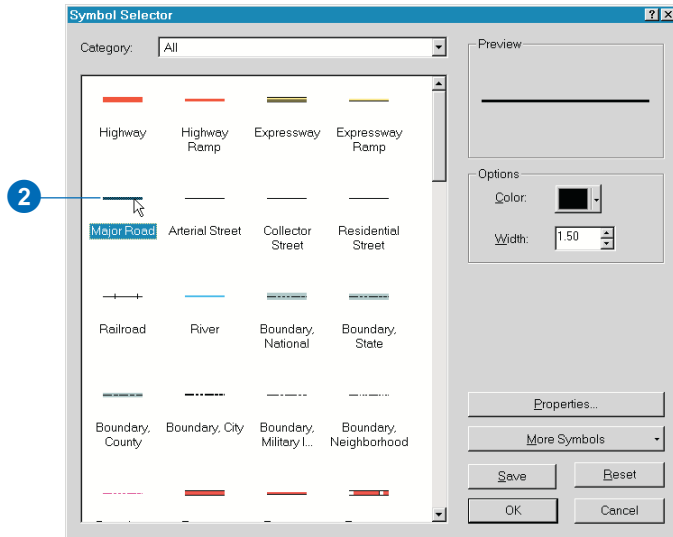 Symbol Selector
Category: All
Preview
Highway
Highway Ramp
Expressway
Expressway Ramp
Options
Color:
Width: 1.50
2
Major Road
Arterial Street
Collector Street
Residential Street
Railroad
River
Boundary, National
Boundary, State
Boundary, County
Boundary, City
Boundary, Military I...
Boundary, Neighborhood
Properties...
More Symbols
Save
Reset
OK
Cancel